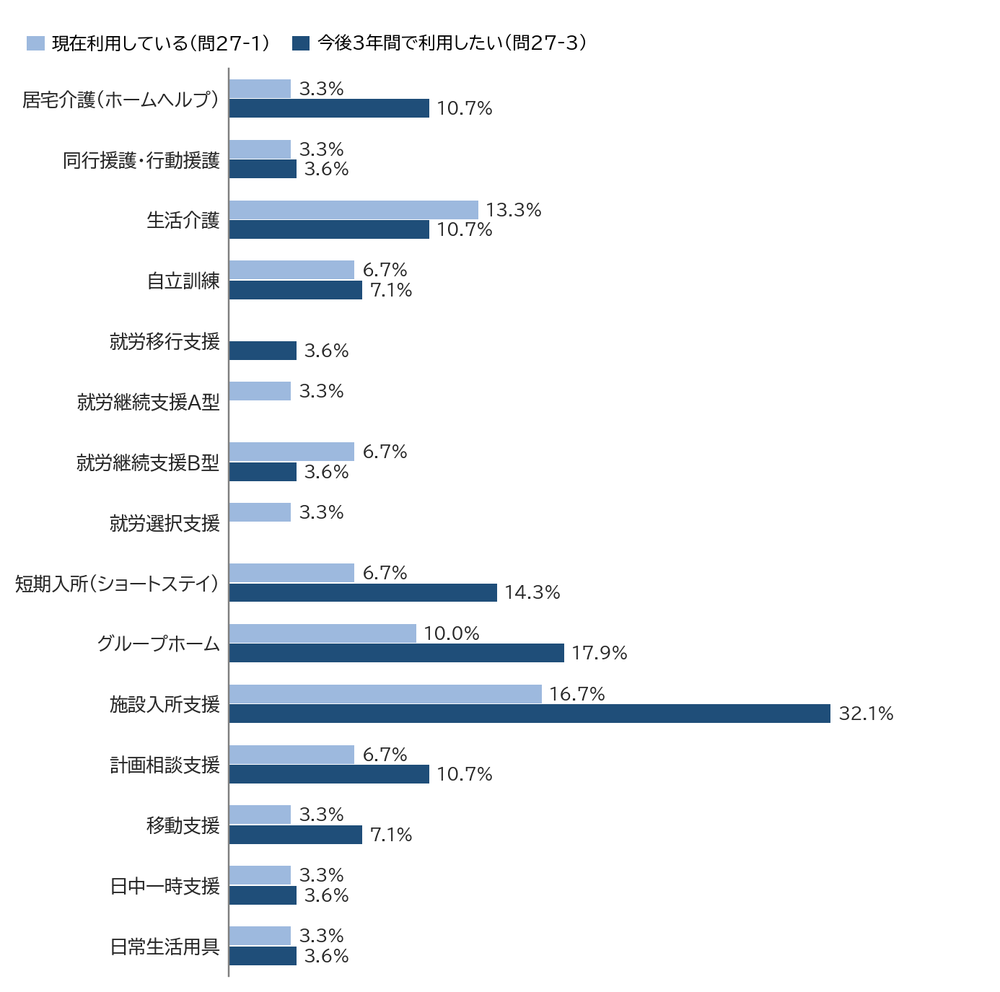 現在利用している（問27-1）　今後3年間で利用したい（問27-3）
居宅介護（ホームヘルプ）
3.3%
10.7%
同行援護・行動援護
3.3%
3.6%
生活介護
13.3%
10.7%
自立訓練
6.7%
7.1%
就労移行支援
3.6%
就労継続支援A型
3.3%
就労継続支援B型
6.7%
3.6%
就労選択支援
3.3%
短期入所（ショートステイ）
6.7%
14.3%
グループホーム
10.0%
17.9%
施設入所支援
16.7%
32.1%
計画相談支援
6.7%
10.7%
移動支援
3.3%
7.1%
日中一時支援
3.3%
3.6%
日常生活用具
3.3%
3.6%